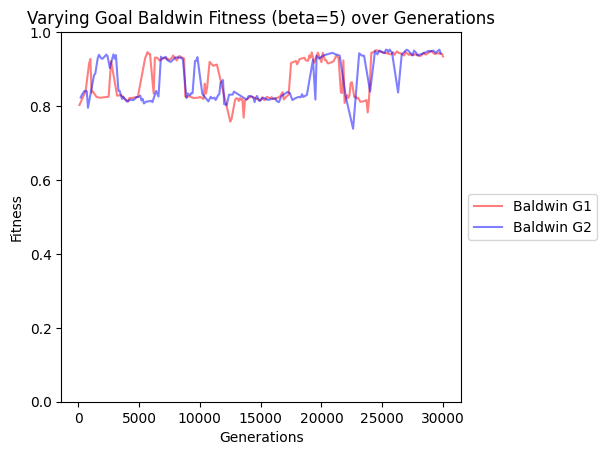 Varying Goal Baldwin Fitness (beta=5) over Generations
1.0
0.8
0.6
0.4
0.2
0.0
Fitness
0 5000 10000 15000 20000 25000 30000
Generations
Baldwin G1
Baldwin G2